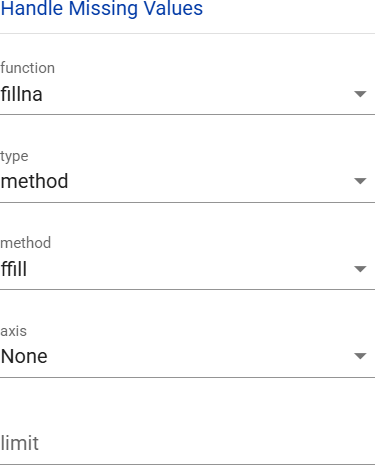 Handle Missing Values
function
fillna
type
method
method
ffill
axis
None
limit